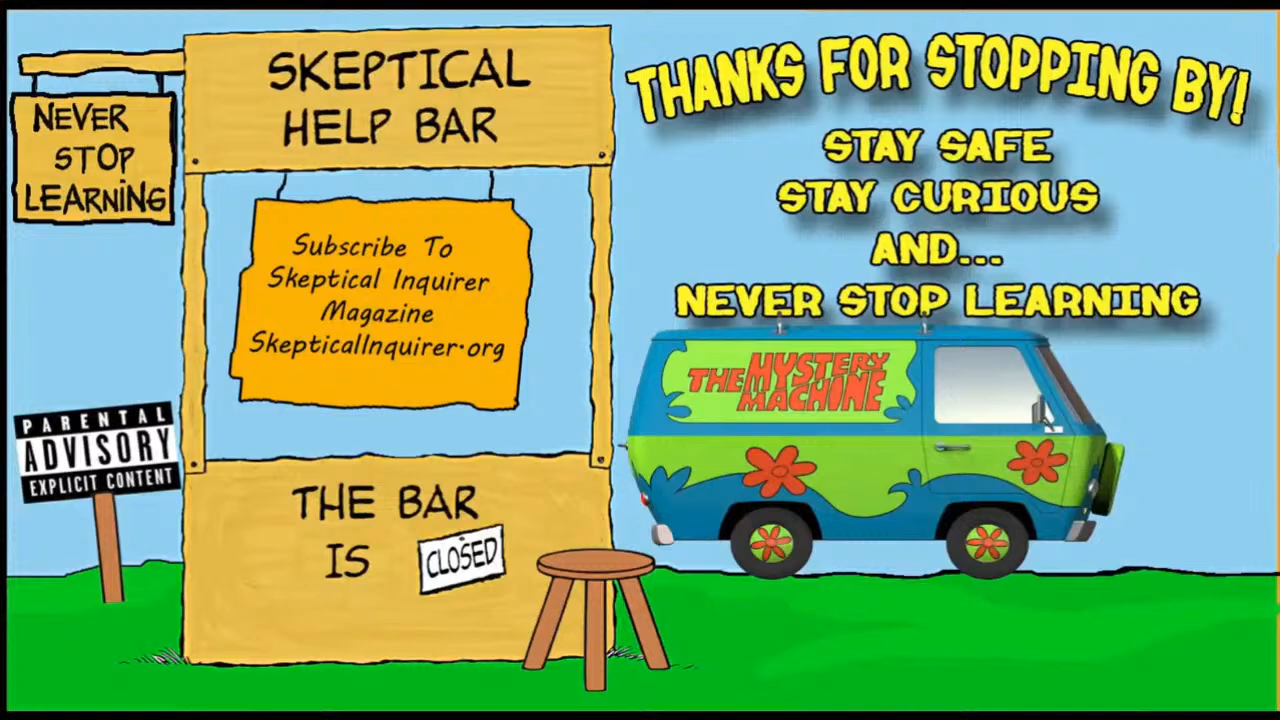 NEVER
STOP
LEARNiNG
SKEPTICAL
HELP BAR
Subscribe To
Skeptical Inquirer
Magazine
SkepticalInquirer.org
PARENTAL
ADVISORY
EXPLICIT CONTENT
THE BAR
IS CLOSED
THANKS FOR STOPPING BY!
STAY SAFE
STAY CURIOUS
AND...
NEVER STOP LEARNING
THE MYSTERY
MACHINE